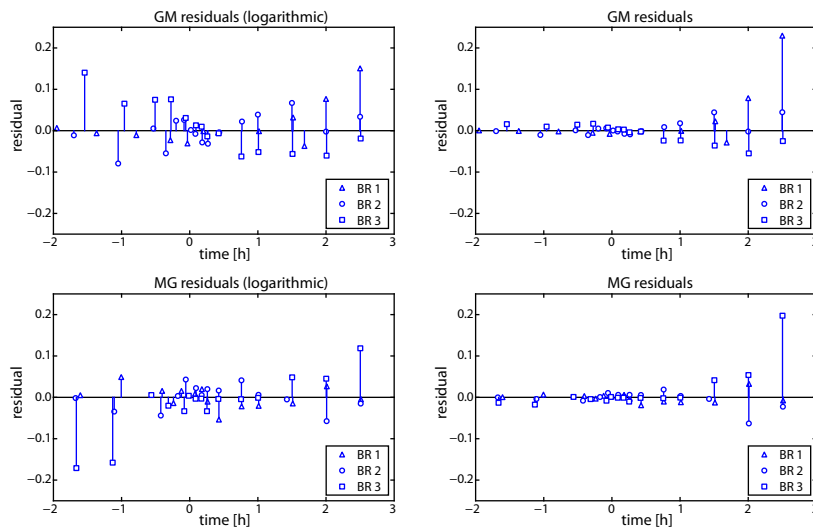 GM residuals (logarithmic)
residual
0.2
0.1
0.0
−0.1
−0.2
BR 1
BR 2
BR 3
−2 −1 0 1 2 3
time [h]
GM residuals
residual
0.2
0.1
0.0
−0.1
−0.2
BR 1
BR 2
BR 3
−2 −1 0 1 2 3
time [h]
MG residuals (logarithmic)
residual
0.2
0.1
0.0
−0.1
−0.2
BR 1
BR 2
BR 3
−2 −1 0 1 2 3
time [h]
MG residuals
residual
0.2
0.1
0.0
−0.1
−0.2
BR 1
BR 2
BR 3
−2 −1 0 1 2 3
time [h]